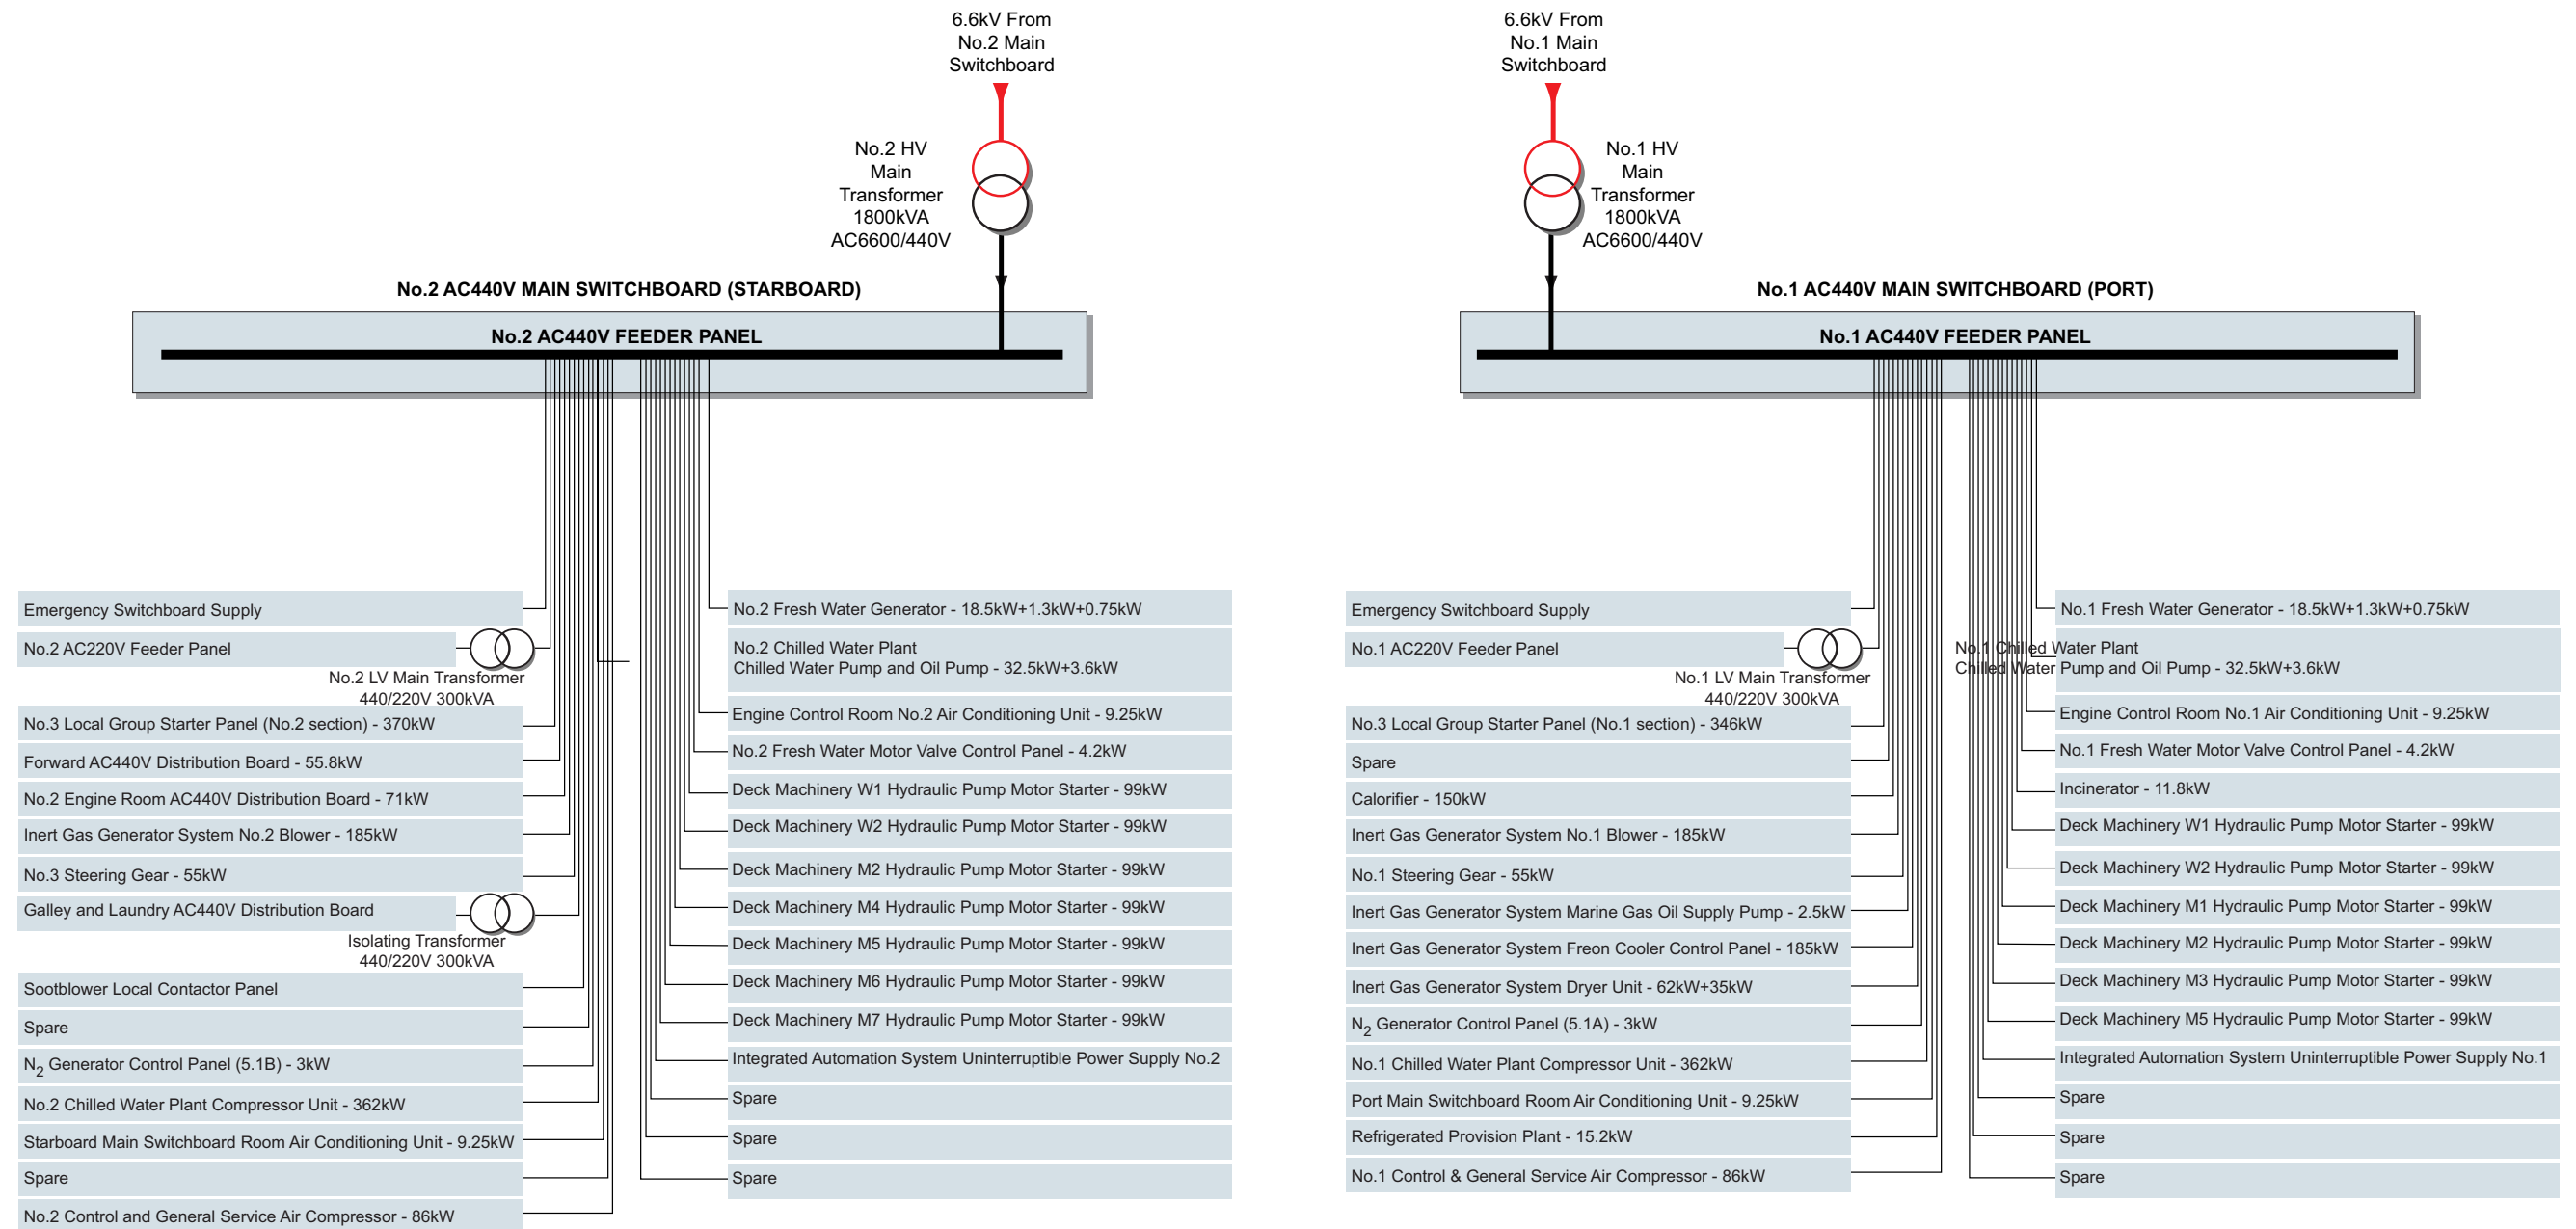 6.6kV From
No.2 Main
Switchboard
No.2 HV
Main
Transformer
1800kVA
AC6600/440V
No.2 AC440V MAIN SWITCHBOARD (STARBOARD)
No.2 AC440V FEEDER PANEL
Emergency Switchboard Supply
No.2 AC220V Feeder Panel
No.2 LV Main Transformer
440/220V 300kVA
No.3 Local Group Starter Panel (No.2 section) - 370kW
Forward AC440V Distribution Board - 55.8kW
No.2 Engine Room AC440V Distribution Board - 71kW
Inert Gas Generator System No.2 Blower - 185kW
No.3 Steering Gear - 55kW
Galley and Laundry AC440V Distribution Board
Isolating Transformer
440/220V 300kVA
Sootblower Local Contactor Panel
Spare
N2 Generator Control Panel (5.1B) - 3kW
No.2 Chilled Water Plant Compressor Unit - 362kW
Starboard Main Switchboard Room Air Conditioning Unit - 9.25kW
Spare
No.2 Control and General Service Air Compressor - 86kW
No.2 Fresh Water Generator - 18.5kW+1.3kW+0.75kW
No.2 Chilled Water Plant
Chilled Water Pump and Oil Pump - 32.5kW+3.6kW
Engine Control Room No.2 Air Conditioning Unit - 9.25kW
No.2 Fresh Water Motor Valve Control Panel - 4.2kW
Deck Machinery W1 Hydraulic Pump Motor Starter - 99kW
Deck Machinery W2 Hydraulic Pump Motor Starter - 99kW
Deck Machinery M2 Hydraulic Pump Motor Starter - 99kW
Deck Machinery M4 Hydraulic Pump Motor Starter - 99kW
Deck Machinery M5 Hydraulic Pump Motor Starter - 99kW
Deck Machinery M6 Hydraulic Pump Motor Starter - 99kW
Deck Machinery M7 Hydraulic Pump Motor Starter - 99kW
Integrated Automation System Uninterruptible Power Supply No.2
Spare
Spare
Spare
6.6kV From
No.1 Main
Switchboard
No.1 HV
Main
Transformer
1800kVA
AC6600/440V
No.1 AC440V MAIN SWITCHBOARD (PORT)
No.1 AC440V FEEDER PANEL
Emergency Switchboard Supply
No.1 AC220V Feeder Panel
No.1 LV Main Transformer
440/220V 300kVA
No.3 Local Group Starter Panel (No.1 section) - 346kW
Spare
Calorifier - 150kW
Inert Gas Generator System No.1 Blower - 185kW
No.1 Steering Gear - 55kW
Inert Gas Generator System Marine Gas Oil Supply Pump - 2.5kW
Inert Gas Generator System Freon Cooler Control Panel - 185kW
Inert Gas Generator System Dryer Unit - 62kW+35kW
N2 Generator Control Panel (5.1A) - 3kW
No.1 Chilled Water Plant Compressor Unit - 362kW
Port Main Switchboard Room Air Conditioning Unit - 9.25kW
Refrigerated Provision Plant - 15.2kW
No.1 Control & General Service Air Compressor - 86kW
No.1 Fresh Water Generator - 18.5kW+1.3kW+0.75kW
No.1 Chilled Water Plant
Chilled Water Pump and Oil Pump - 32.5kW+3.6kW
Engine Control Room No.1 Air Conditioning Unit - 9.25kW
No.1 Fresh Water Motor Valve Control Panel - 4.2kW
Incinerator - 11.8kW
Deck Machinery W1 Hydraulic Pump Motor Starter - 99kW
Deck Machinery W2 Hydraulic Pump Motor Starter - 99kW
Deck Machinery M1 Hydraulic Pump Motor Starter - 99kW
Deck Machinery M2 Hydraulic Pump Motor Starter - 99kW
Deck Machinery M3 Hydraulic Pump Motor Starter - 99kW
Deck Machinery M5 Hydraulic Pump Motor Starter - 99kW
Integrated Automation System Uninterruptible Power Supply No.1
Spare
Spare
Spare